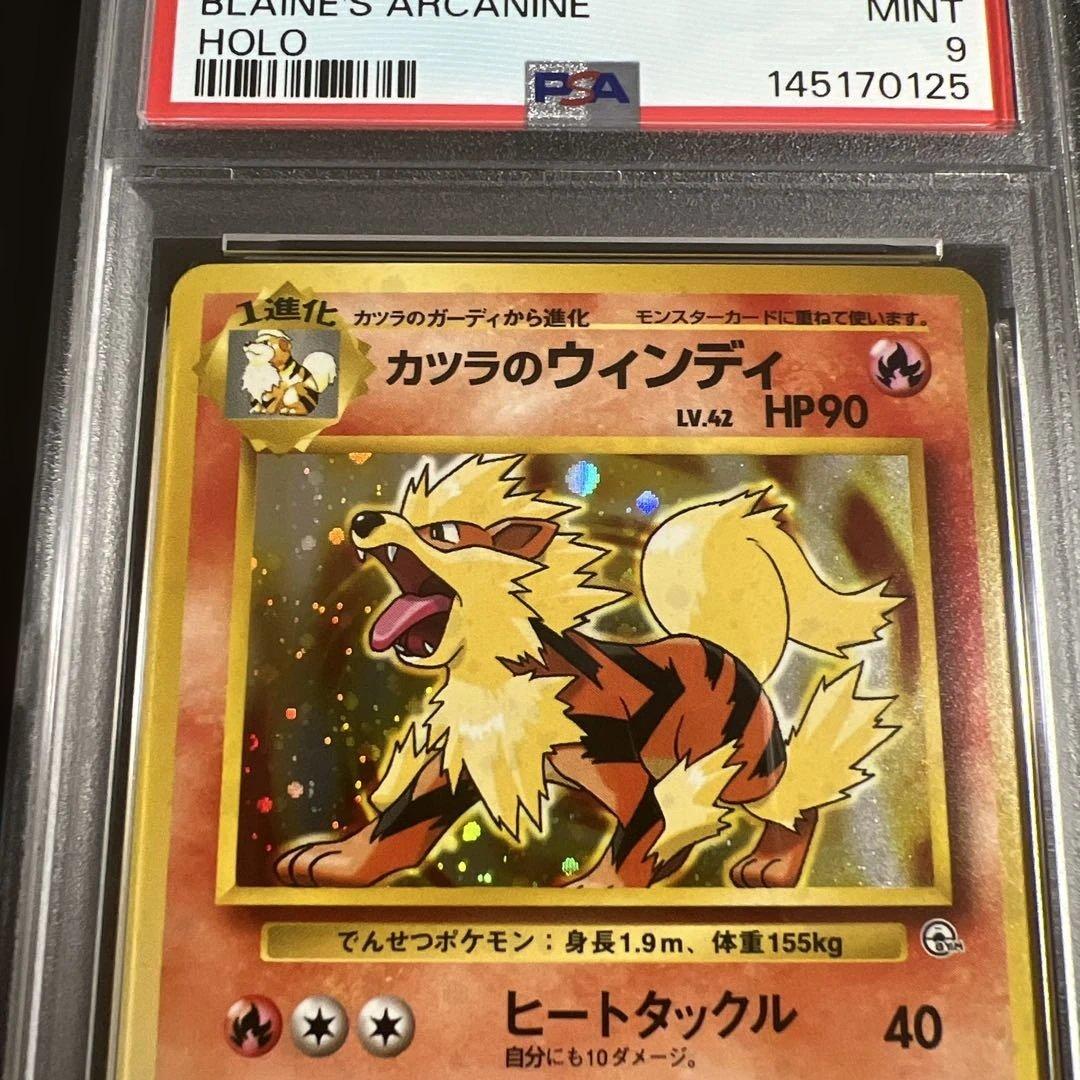 BLAINE'S ARCANINE MINT
HOLO 9
PSA 145170125
1進化 カツラのガーディから進化 モンスターカードに重ねて使います。
カツラのウィンディ
LV.42 HP90
でんせつポケモン：身長1.9m、体重155kg
GYM
ヒートタックル 40
自分にも10ダメージ。